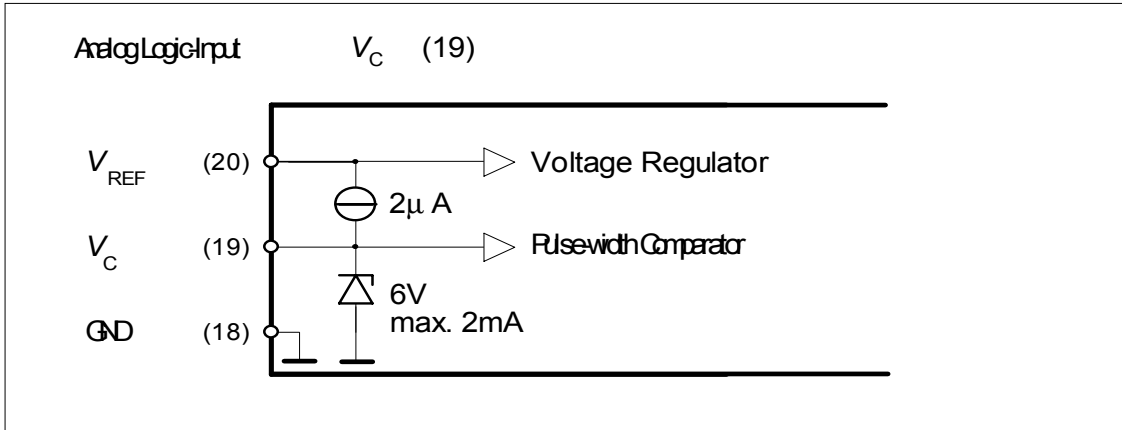 Analog Logic-Input V_C (19)
V_REF (20) Voltage Regulator
2μ A
V_C (19) Pulse-width Comparator
6V
max. 2mA
GND (18)